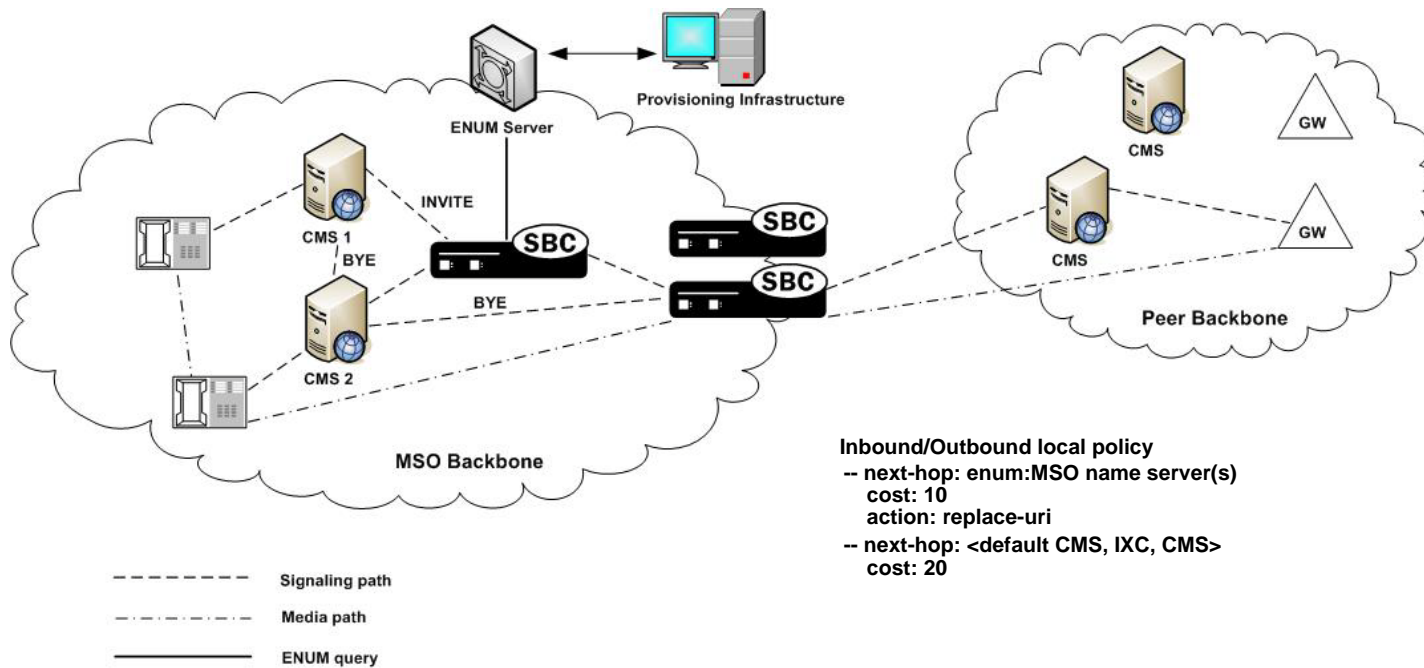 Provisioning Infrastructure
ENUM Server
CMS
GW
SBC
INVITE
CMS 1
SBC
BYE
SBC
CMS
GW
BYE
CMS 2
Peer Backbone
MSO Backbone
Inbound/Outbound local policy
-- next-hop: enum:MSO name server(s)
cost: 10
action: replace-uri
-- next-hop: <default CMS, IXC, CMS>
cost: 20
Signaling path
Media path
ENUM query